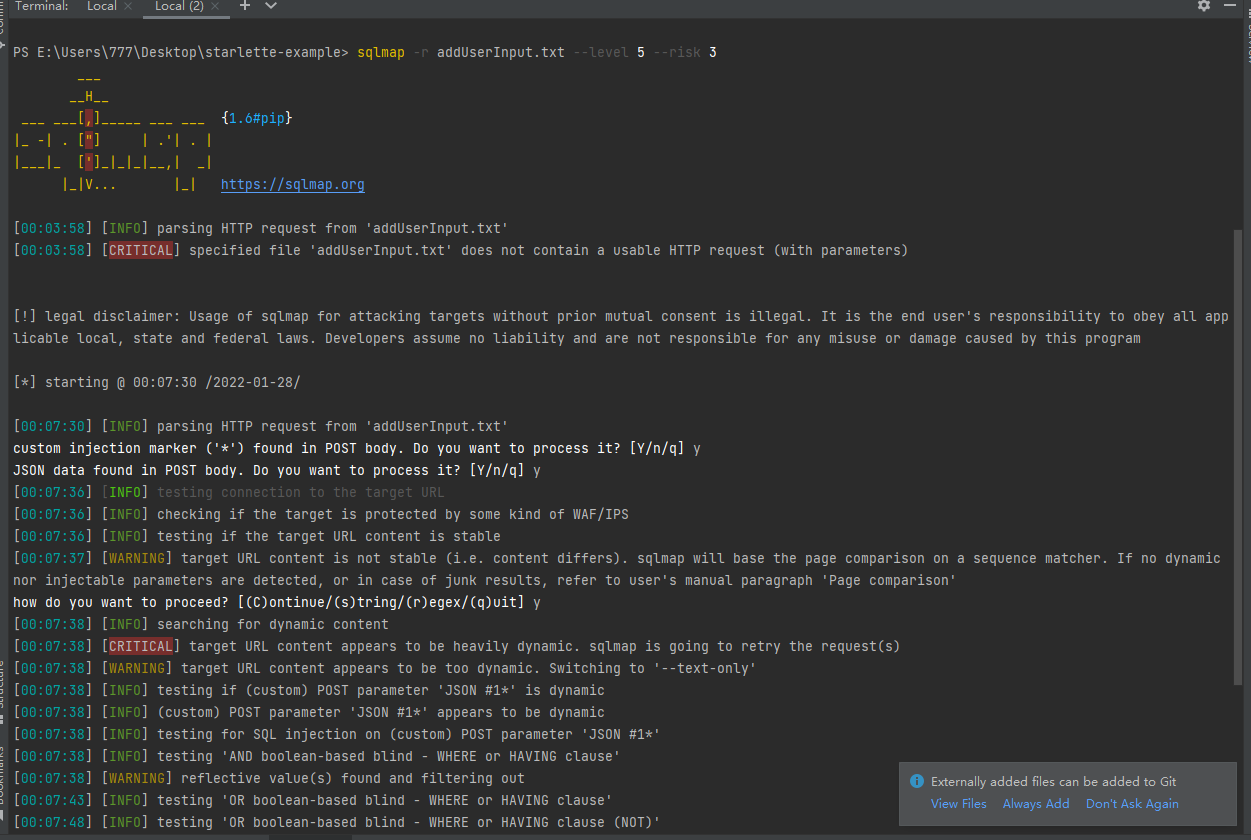 Terminal: Local × Local (2) × +
PS E:\Users\777\Desktop\starlette-example> sqlmap -r addUserInput.txt --level 5 --risk 3
        ___
       __H__
 ___ ___[,]_____ ___ ___  {1.6#pip}
|_ -| . ["]     | .'| . |
|___|_  [']_|_|_|__,|  _|
      |_|V...       |_|   https://sqlmap.org
[00:03:58] [INFO] parsing HTTP request from 'addUserInput.txt'
[00:03:58] [CRITICAL] specified file 'addUserInput.txt' does not contain a usable HTTP request (with parameters)
[!] legal disclaimer: Usage of sqlmap for attacking targets without prior mutual consent is illegal. It is the end user's responsibility to obey all app
licable local, state and federal laws. Developers assume no liability and are not responsible for any misuse or damage caused by this program
[*] starting @ 00:07:30 /2022-01-28/
[00:07:30] [INFO] parsing HTTP request from 'addUserInput.txt'
custom injection marker ('*') found in POST body. Do you want to process it? [Y/n/q] y
JSON data found in POST body. Do you want to process it? [Y/n/q] y
[00:07:36] [INFO] testing connection to the target URL
[00:07:36] [INFO] checking if the target is protected by some kind of WAF/IPS
[00:07:36] [INFO] testing if the target URL content is stable
[00:07:37] [WARNING] target URL content is not stable (i.e. content differs). sqlmap will base the page comparison on a sequence matcher. If no dynamic
nor injectable parameters are detected, or in case of junk results, refer to user's manual paragraph 'Page comparison'
how do you want to proceed? [(C)ontinue/(s)tring/(r)egex/(q)uit] y
[00:07:38] [INFO] searching for dynamic content
[00:07:38] [CRITICAL] target URL content appears to be heavily dynamic. sqlmap is going to retry the request(s)
[00:07:38] [WARNING] target URL content appears to be too dynamic. Switching to '--text-only'
[00:07:38] [INFO] testing if (custom) POST parameter 'JSON #1*' is dynamic
[00:07:38] [INFO] (custom) POST parameter 'JSON #1*' appears to be dynamic
[00:07:38] [INFO] testing for SQL injection on (custom) POST parameter 'JSON #1*'
[00:07:38] [INFO] testing 'AND boolean-based blind - WHERE or HAVING clause'
[00:07:38] [WARNING] reflective value(s) found and filtering out
[00:07:43] [INFO] testing 'OR boolean-based blind - WHERE or HAVING clause'
[00:07:48] [INFO] testing 'OR boolean-based blind - WHERE or HAVING clause (NOT)'
Externally added files can be added to Git
View Files Always Add Don't Ask Again